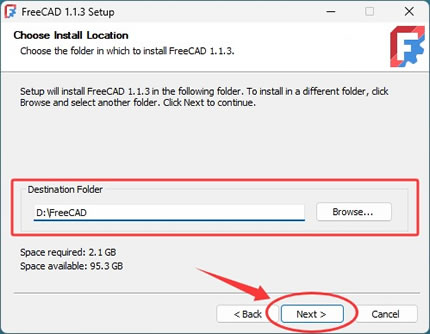 FreeCAD 1.1.3 Setup
Choose Install Location
Choose the folder in which to install FreeCAD 1.1.3.
Setup will install FreeCAD 1.1.3 in the following folder. To install in a different folder, click
Browse and select another folder. Click Next to continue.
Destination Folder
D:\FreeCAD
Browse...
Space required: 2.1 GB
Space available: 95.3 GB
< Back
Next >
Cancel